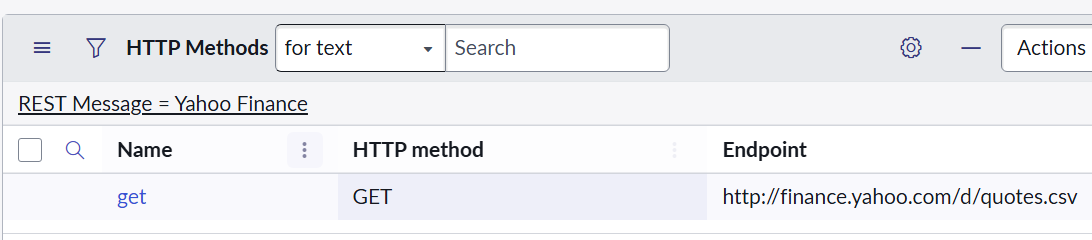 HTTP Methods for text Search Actions
REST Message = Yahoo Finance
Name HTTP method Endpoint
get GET http://finance.yahoo.com/d/quotes.csv